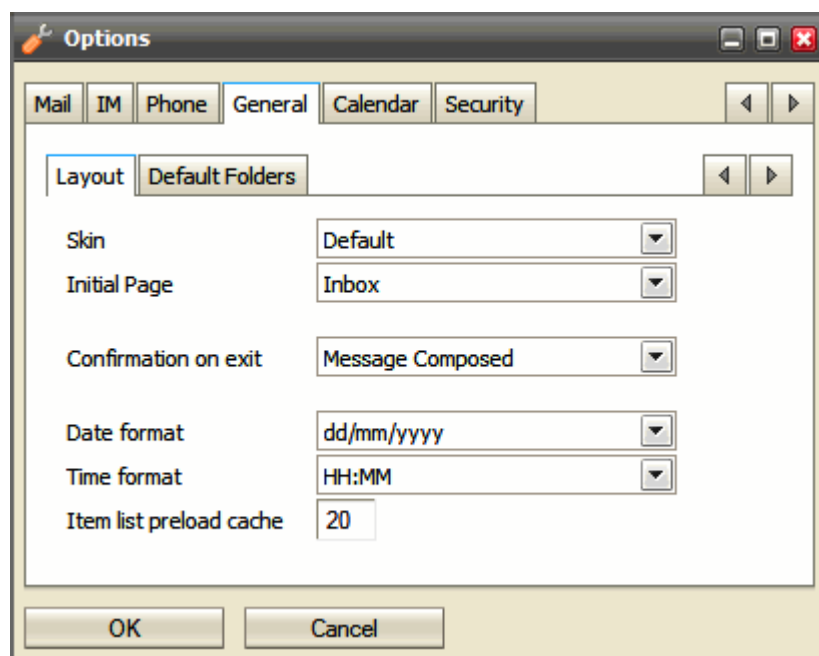 Options
Mail IM Phone General Calendar Security
Layout Default Folders
Skin Default
Initial Page Inbox
Confirmation on exit Message Composed
Date format dd/mm/yyyy
Time format HH:MM
Item list preload cache 20
OK Cancel